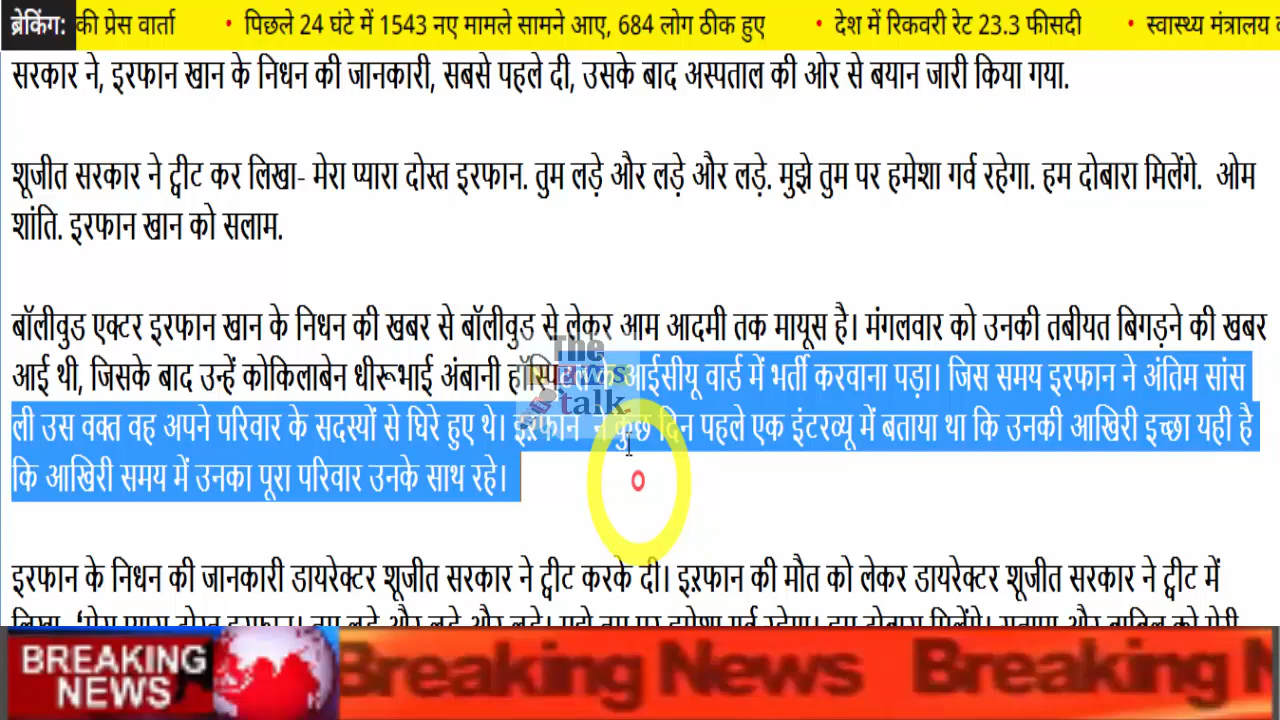 ब्रेकिंग: की प्रेस वार्ता • पिछले 24 घंटे में 1543 नए मामले सामने आए, 684 लोग ठीक हुए • देश में रिकवरी रेट 23.3 फीसदी • स्वास्थ्य मंत्रालय
सरकार ने, इरफान खान के निधन की जानकारी, सबसे पहले दी, उसके बाद अस्पताल की ओर से बयान जारी किया गया.
शूजीत सरकार ने ट्वीट कर लिखा- मेरा प्यारा दोस्त इरफान. तुम लड़े और लड़े और लड़े. मुझे तुम पर हमेशा गर्व रहेगा. हम दोबारा मिलेंगे. ओम
शांति. इरफान खान को सलाम.
बॉलीवुड एक्टर इरफान खान के निधन की खबर से बॉलीवुड से लेकर आम आदमी तक मायूस है। मंगलवार को उनकी तबीयत बिगड़ने की खबर
आई थी, जिसके बाद उन्हें कोकिलाबेन धीरूभाई अंबानी हॉस्पिटल के आईसीयू वार्ड में भर्ती करवाना पड़ा। जिस समय इरफान ने अंतिम सांस
ली उस वक्त वह अपने परिवार के सदस्यों से घिरे हुए थे। इरफान ने कुछ दिन पहले एक इंटरव्यू में बताया था कि उनकी आखिरी इच्छा यही है
कि आखिरी समय में उनका पूरा परिवार उनके साथ रहे।
The news talk.
इरफान के निधन की जानकारी डायरेक्टर शूजीत सरकार ने ट्वीट करके दी। इऱफान की मौत को लेकर डायरेक्टर शूजीत सरकार ने ट्वीट में
BREAKING Breaking News Breaking N
NEWS